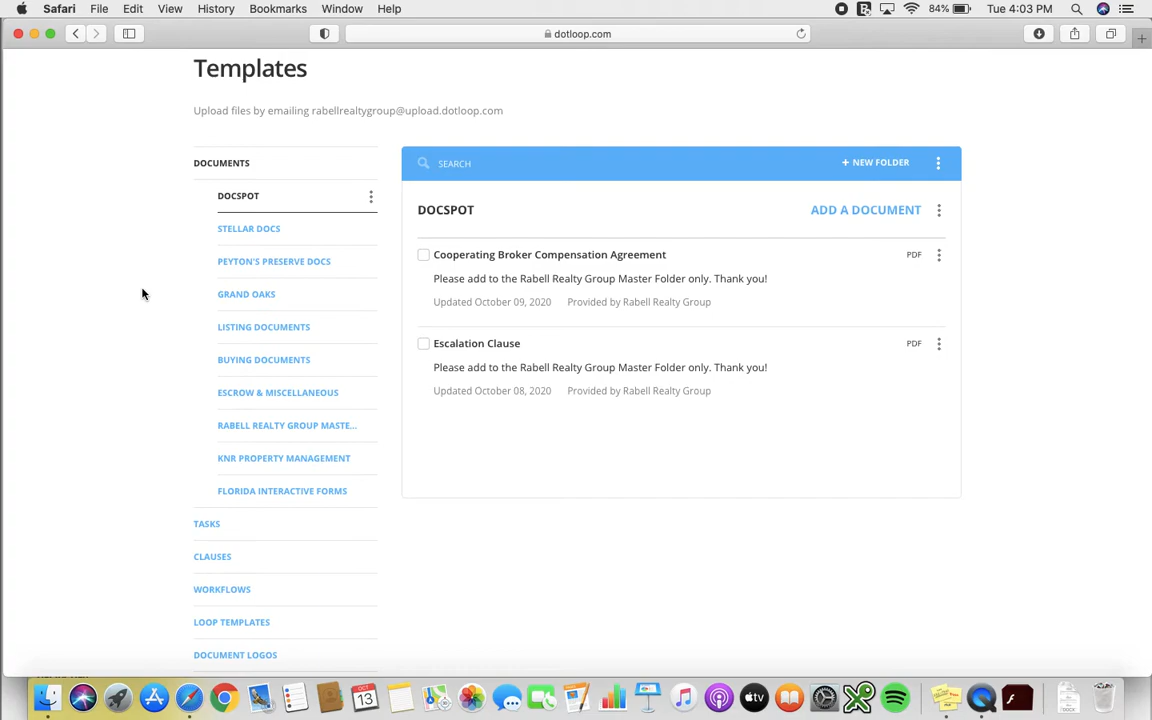 Safari File Edit View History Bookmarks Window Help 84% Tue 4:03 PM
dotloop.com
Templates
Upload files by emailing rabellrealtygroup@upload.dotloop.com
DOCUMENTS
SEARCH + NEW FOLDER
DOCSPOT
DOCSPOT ADD A DOCUMENT
STELLAR DOCS
PEYTON'S PRESERVE DOCS
GRAND OAKS
LISTING DOCUMENTS
BUYING DOCUMENTS
ESCROW & MISCELLANEOUS
RABELL REALTY GROUP MASTE...
KNR PROPERTY MANAGEMENT
FLORIDA INTERACTIVE FORMS
TASKS
CLAUSES
WORKFLOWS
LOOP TEMPLATES
DOCUMENT LOGOS
Cooperating Broker Compensation Agreement PDF
Please add to the Rabell Realty Group Master Folder only. Thank you!
Updated October 09, 2020 Provided by Rabell Realty Group
Escalation Clause PDF
Please add to the Rabell Realty Group Master Folder only. Thank you!
Updated October 08, 2020 Provided by Rabell Realty Group
OCT
13